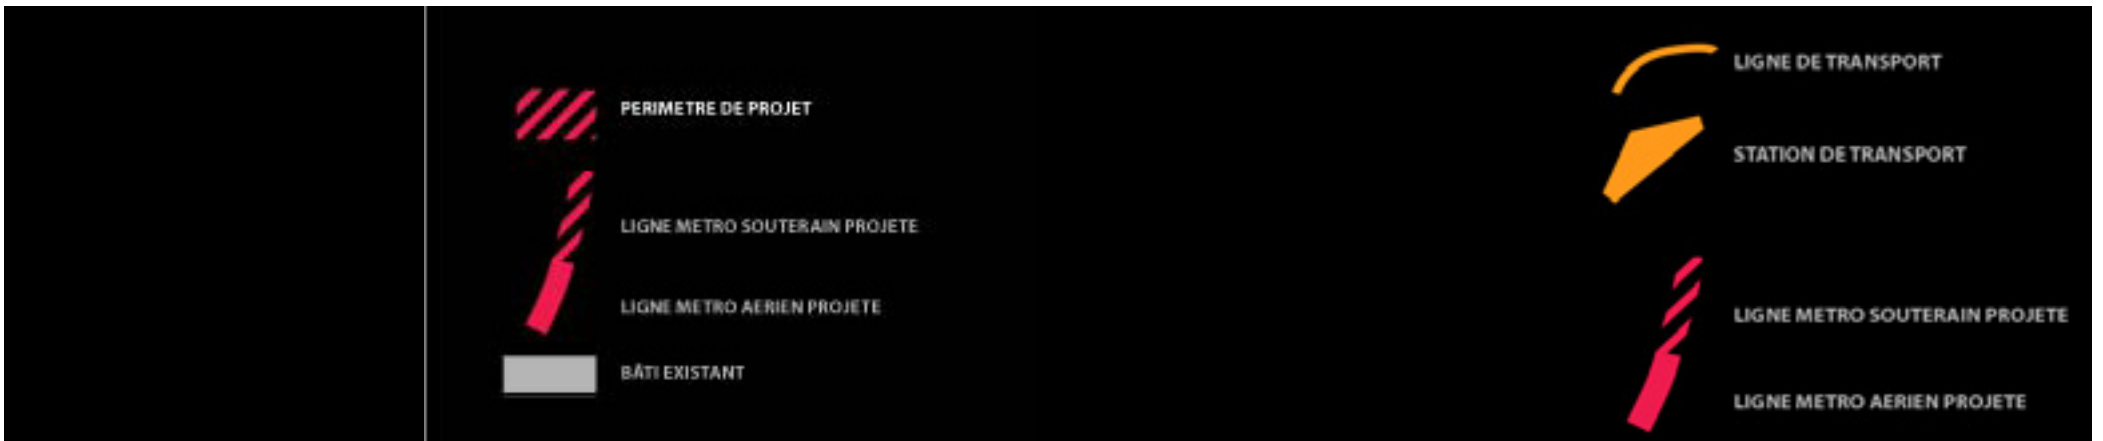 PERIMETRE DE PROJET
LIGNE METRO SOUTERAIN PROJETE
LIGNE METRO AERIEN PROJETE
BÂTI EXISTANT
LIGNE DE TRANSPORT
STATION DE TRANSPORT
LIGNE METRO SOUTERAIN PROJETE
LIGNE METRO AERIEN PROJETE